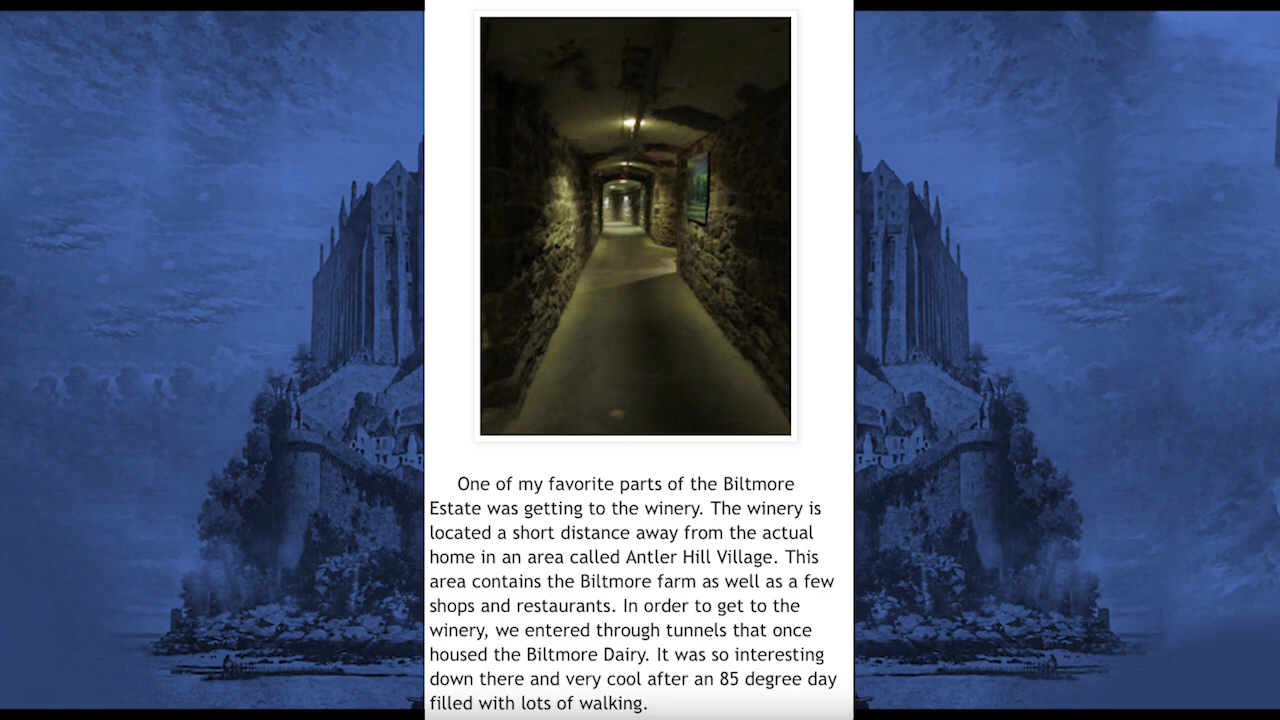 One of my favorite parts of the Biltmore
Estate was getting to the winery. The winery is
located a short distance away from the actual
home in an area called Antler Hill Village. This
area contains the Biltmore farm as well as a few
shops and restaurants. In order to get to the
winery, we entered through tunnels that once
housed the Biltmore Dairy. It was so interesting
down there and very cool after an 85 degree day
filled with lots of walking.